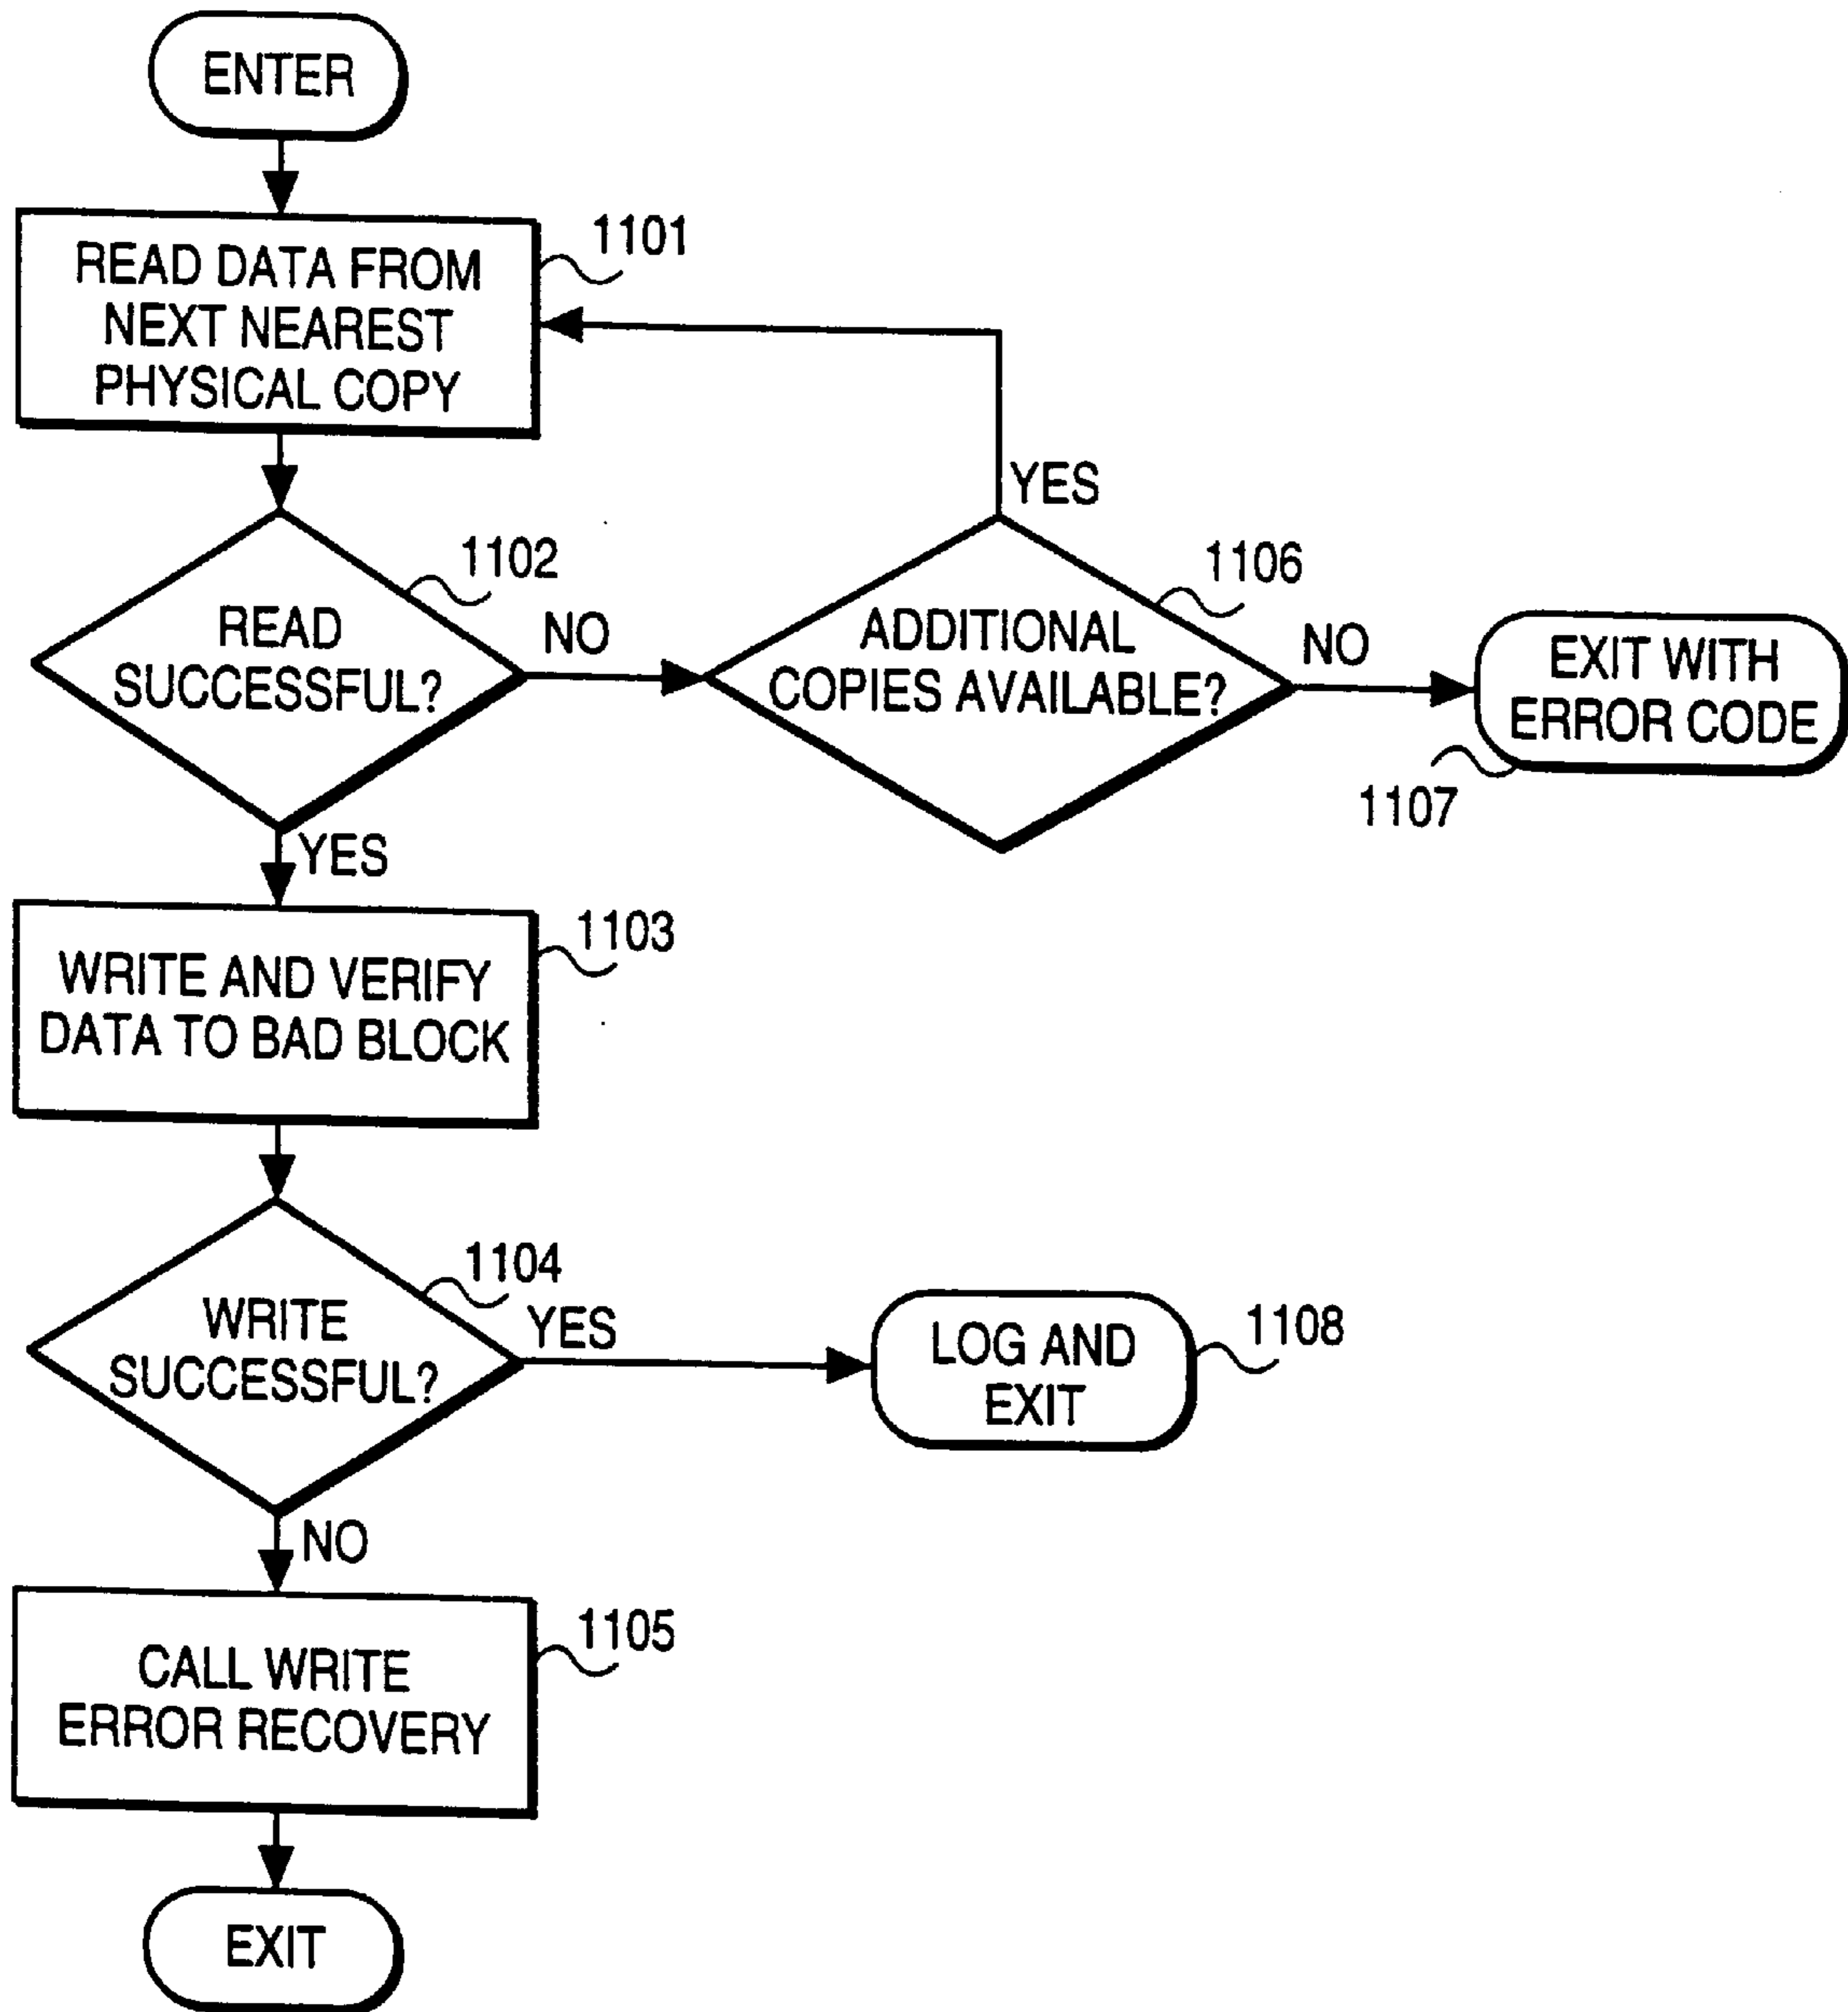 ENTER
1101
READ DATA FROM
NEXT NEAREST
PHYSICAL COPY
YES
1102
1106
READ
SUCCESSFUL?
NO
ADDITIONAL
COPIES AVAILABLE?
NO
EXIT WITH
ERROR CODE
1107
YES
1103
WRITE AND VERIFY
DATA TO BAD BLOCK
1104
WRITE
SUCCESSFUL?
YES
LOG AND
EXIT
1108
NO
1105
CALL WRITE
ERROR RECOVERY
EXIT